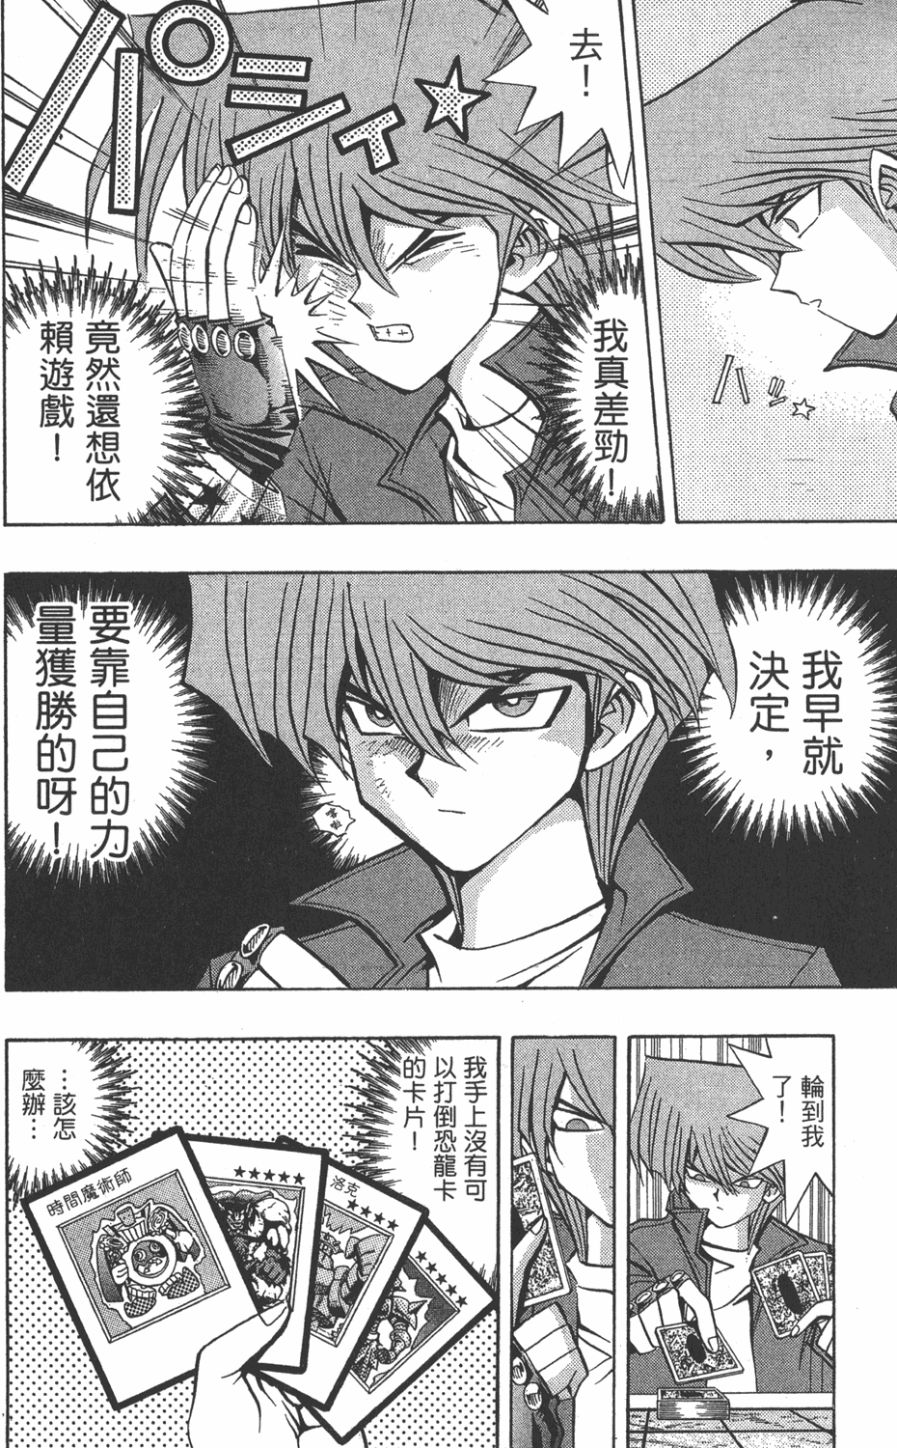 ハッ☆
去！
パシィ☆
我真差勁！
竟然還想依
賴遊戲！
我早就
決定，
要靠自己的力
量獲勝的呀！
輪到我
了！
我手上沒有可
以打倒恐龍卡
的卡片！
…該怎
麼辦…
時間魔術師
洛克